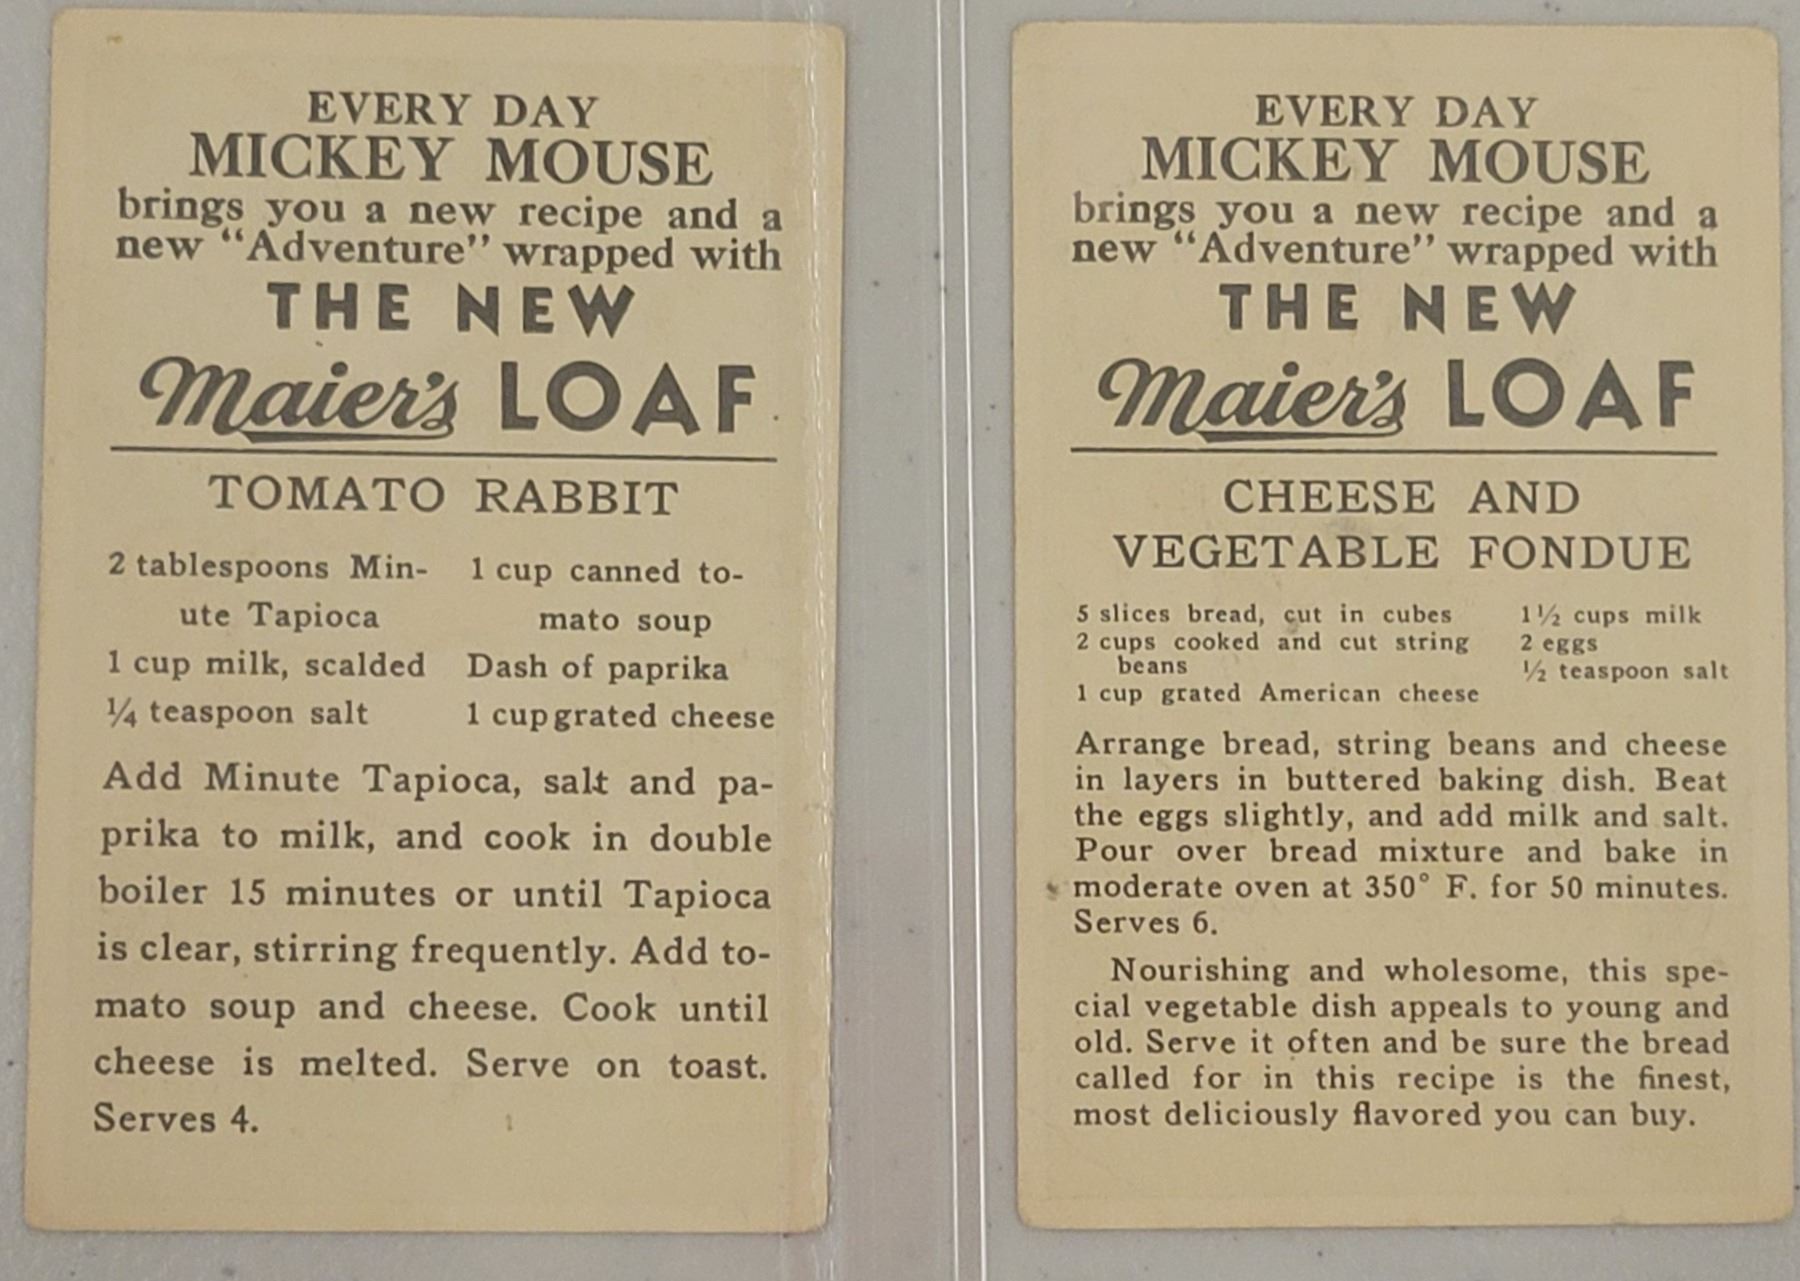 EVERY DAY
MICKEY MOUSE
brings you a new recipe and a
new "Adventure" wrapped with
THE NEW
Maier's LOAF
TOMATO RABBIT
2 tablespoons Min-
ute Tapioca
1 cup milk, scalded
1/4 teaspoon salt
1 cup canned to-
mato soup
Dash of paprika
1 cup grated cheese
Add Minute Tapioca, salt and pa-
prika to milk, and cook in double
boiler 15 minutes or until Tapioca
is clear, stirring frequently. Add to-
mato soup and cheese. Cook until
cheese is melted. Serve on toast.
Serves 4.
EVERY DAY
MICKEY MOUSE
brings you a new recipe and a
new "Adventure" wrapped with
THE NEW
Maier's LOAF
CHEESE AND
VEGETABLE FONDUE
5 slices bread, cut in cubes
2 cups cooked and cut string
beans
1 cup grated American cheese
1 1/2 cups milk
2 eggs
1/2 teaspoon salt
Arrange bread, string beans and cheese
in layers in buttered baking dish. Beat
the eggs slightly, and add milk and salt.
Pour over bread mixture and bake in
moderate oven at 350° F. for 50 minutes.
Serves 6.
Nourishing and wholesome, this spe-
cial vegetable dish appeals to young and
old. Serve it often and be sure the bread
called for in this recipe is the finest,
most deliciously flavored you can buy.